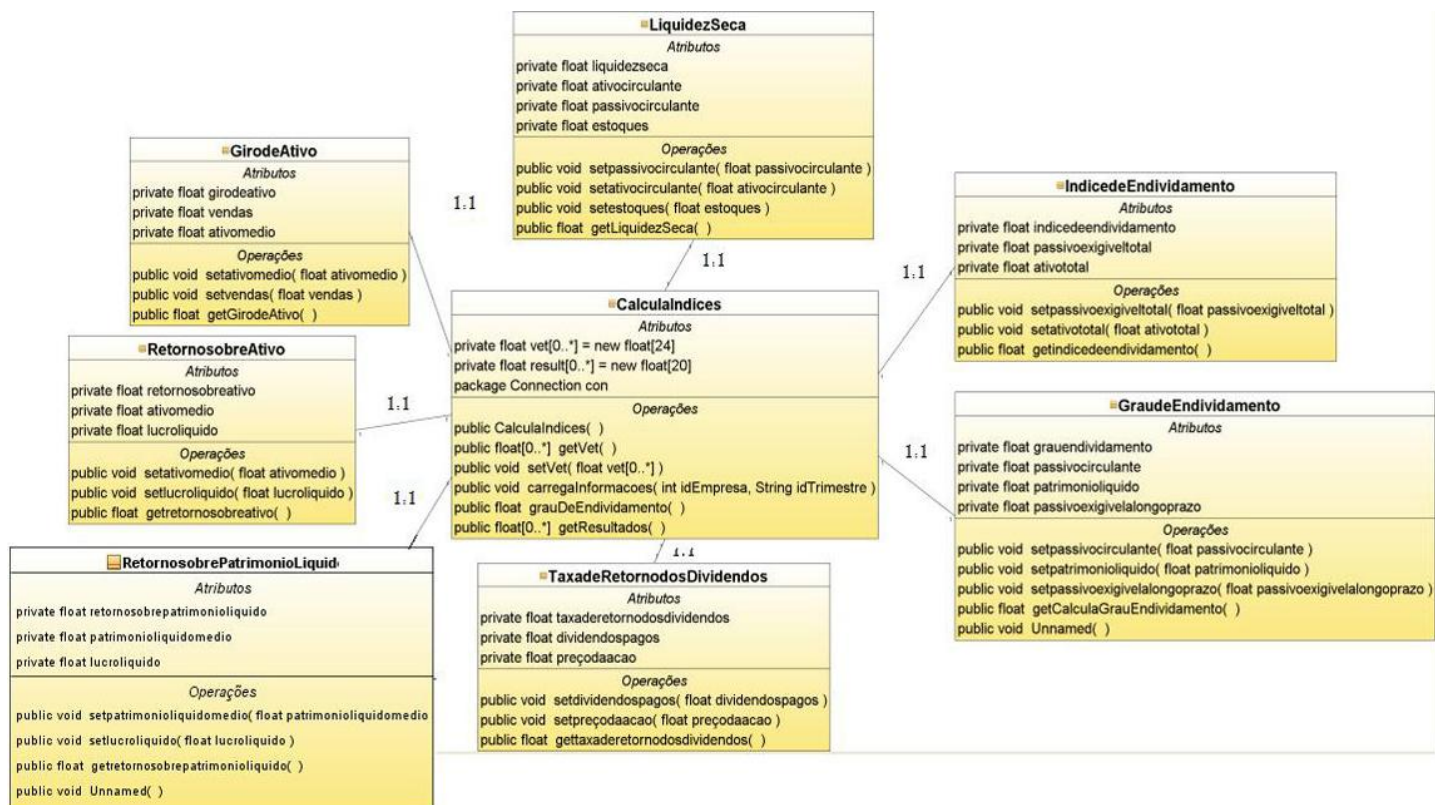 LiquidezSeca
Atributos
private float liquidezseca
private float ativocirculante
private float passivocirculante
private float estoques
Operações
public void setpassivocirculante( float passivocirculante )
public void setativocirculante( float ativocirculante )
public void setestoques( float estoques )
public float getLiquidezSeca( )
GirodeAtivo
Atributos
private float girodeativo
private float vendas
private float ativomedio
Operações
public void setativomedio( float ativomedio )
public void setvendas( float vendas )
public float getGirodeAtivo( )
1:1
1:1
1:1
IndicedeEndividamento
Atributos
private float indicedeendividamento
private float passivoexigiveltotal
private float ativototal
Operações
public void setpassivoexigiveltotal( float passivoexigiveltotal )
public void setativototal( float ativototal )
public float getindicedeendividamento( )
CalculaIndices
Atributos
private float vet[0..*] = new float[24]
private float result[0..*] = new float[20]
package Connection con
Operações
public CalculaIndices( )
public float[0..*] getVet( )
public void setVet( float vet[0..*] )
public void carregaInformacoes( int idEmpresa, String idTrimestre )
public float grauDeEndividamento( )
public float[0..*] getResultados( )
RetornosobreAtivo
Atributos
private float retornosobreativo
private float ativomedio
private float lucroliquido
Operações
public void setativomedio( float ativomedio )
public void setlucroliquido( float lucroliquido )
public float getretornosobreativo( )
1:1
1:1
1:1
1:1
GraudeEndividamento
Atributos
private float grauendividamento
private float passivocirculante
private float patrimonioliquido
private float passivoexigivelalongoprazo
Operações
public void setpassivocirculante( float passivocirculante )
public void setpatrimonioliquido( float patrimonioliquido )
public void setpassivoexigivelalongoprazo( float passivoexigivelalongoprazo )
public float getCalculaGrauEndividamento( )
public void Unnamed( )
RetornosobrePatrimonioLiquid
Atributos
private float retornosobrepatrimonioliquido
private float patrimonioliquidomedio
private float lucroliquido
Operações
public void setpatrimonioliquidomedio( float patrimonioliquidomedio
public void setlucroliquido( float lucroliquido )
public float getretornosobrepatrimonioliquido( )
public void Unnamed( )
TaxadeRetornodosDividendos
Atributos
private float taxaderetornodosdividendos
private float dividendospagos
private float preçodaacao
Operações
public void setdividendospagos( float dividendospagos )
public void setpreçodaacao( float preçodaacao )
public float gettaxaderetornodosdividendos( )